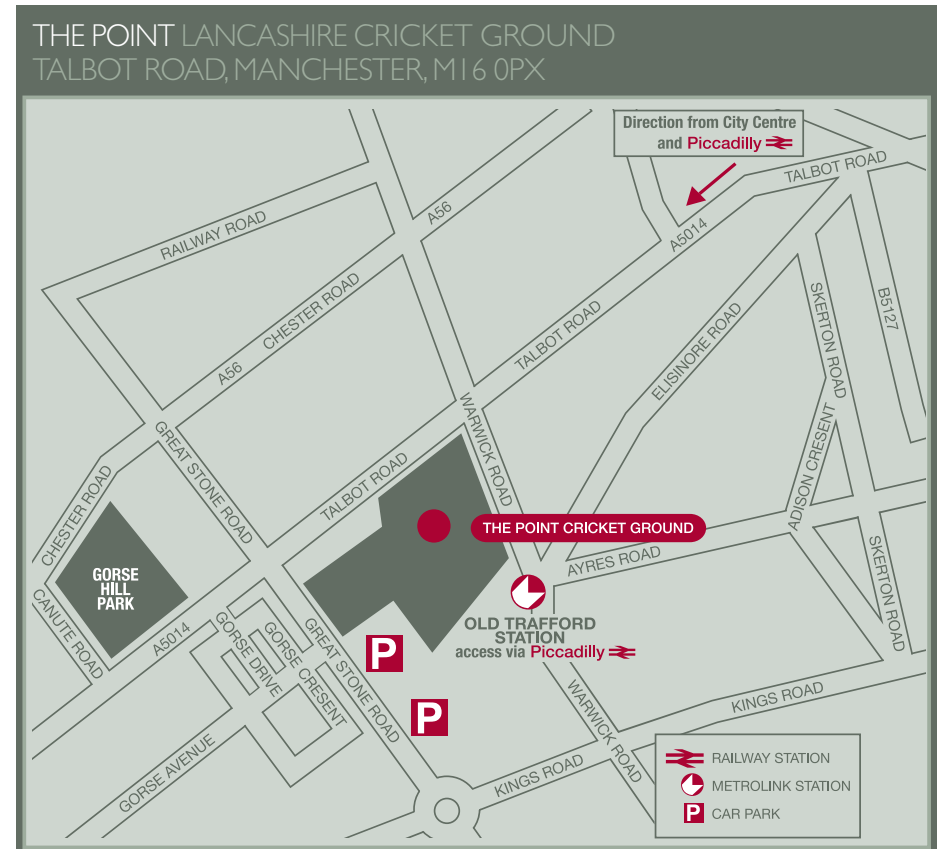 THE POINT LANCASHIRE CRICKET GROUND
TALBOT ROAD, MANCHESTER, M16 0PX
Direction from City Centre
and Piccadilly
TALBOT ROAD
A5014
A56
RAILWAY ROAD
CHESTER ROAD
A56
TALBOT ROAD
ELISINORE ROAD
SKERTON ROAD
B5127
WARWICK ROAD
GREAT STONE ROAD
TALBOT ROAD
ADISON CRESENT
CHESTER ROAD
THE POINT CRICKET GROUND
AYRES ROAD
SKERTON ROAD
GORSE
HILL
PARK
CANUTE ROAD
A5014
OLD TRAFFORD
STATION
access via Piccadilly
GORSE DRIVE
GORSE CRESENT
GREAT STONE ROAD
P
P
WARWICK ROAD
KINGS ROAD
GORSE AVENUE
KINGS ROAD
RAILWAY STATION
METROLINK STATION
P CAR PARK